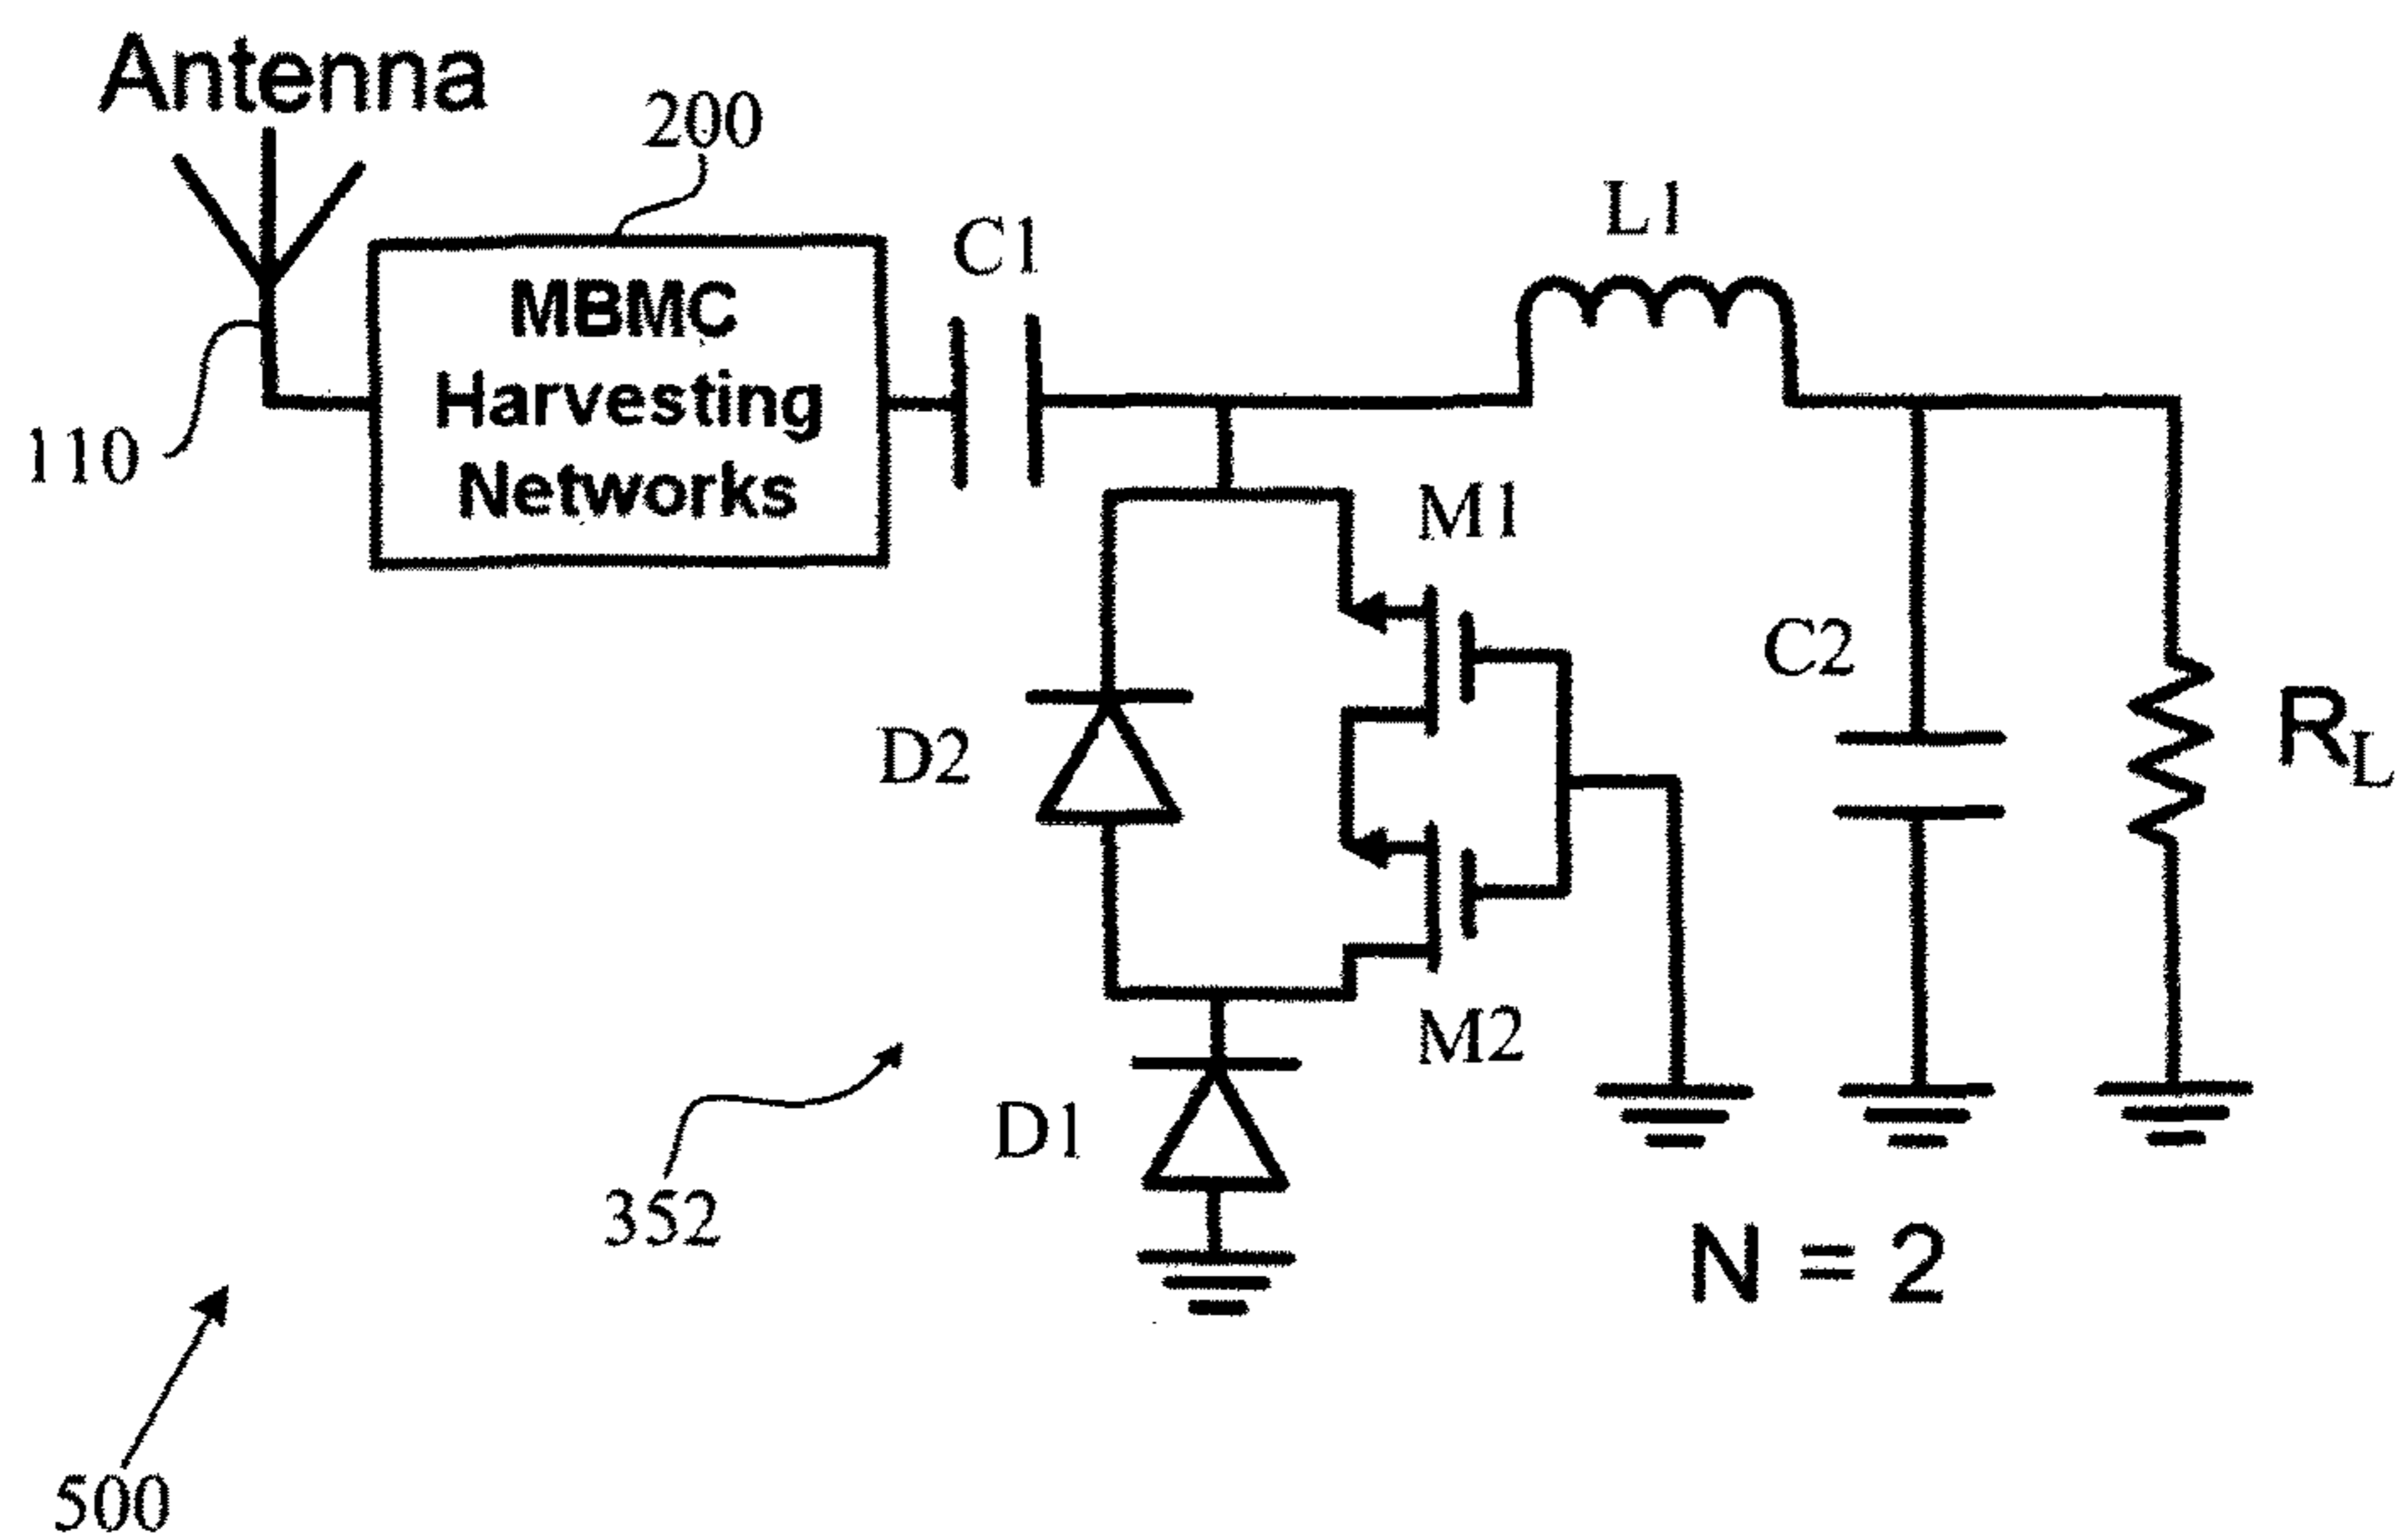 Antenna
200
C1
L1
MBMC
Harvesting
Networks
110
M1
C2
D2
RL
M2
D1
352
N = 2
500